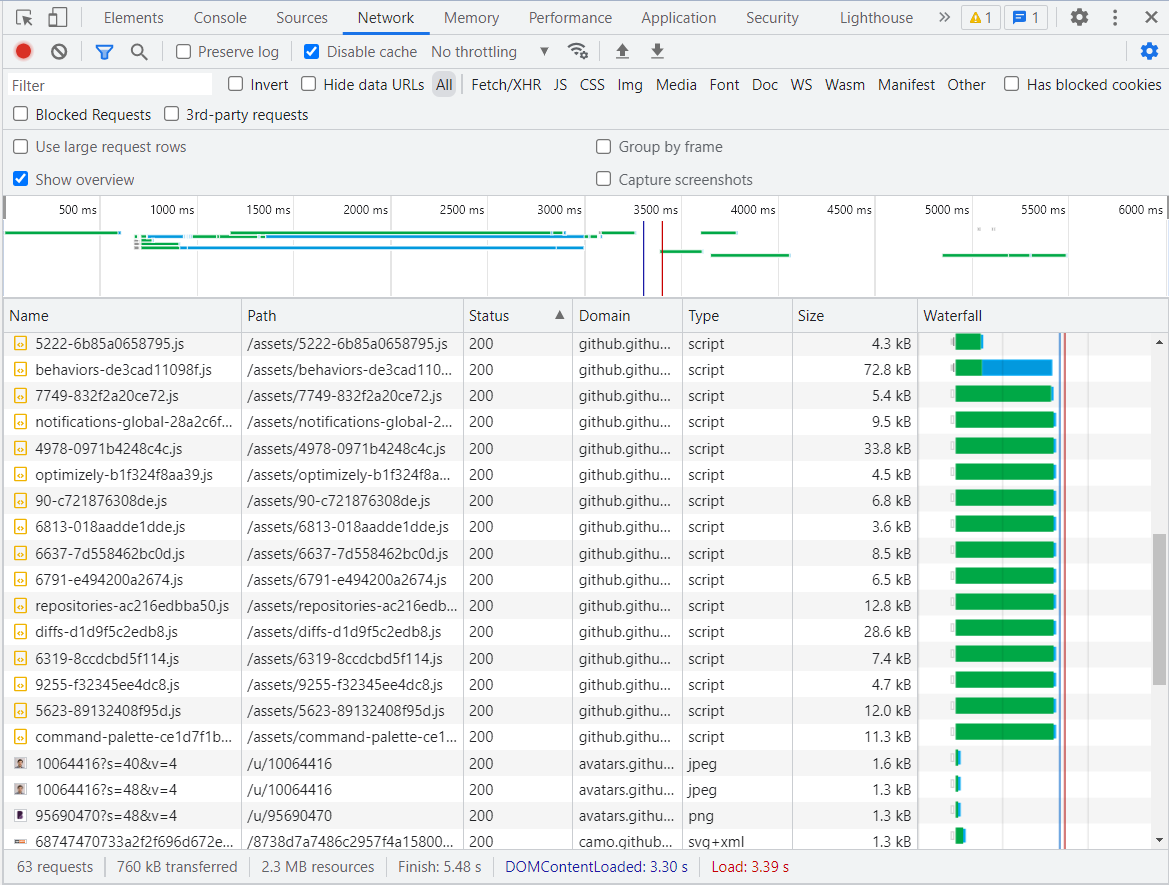 Elements Console Sources Network Memory Performance Application Security Lighthouse » 1 1
Preserve log Disable cache No throttling
Filter Invert Hide data URLs All Fetch/XHR JS CSS Img Media Font Doc WS Wasm Manifest Other Has blocked cookies
Blocked Requests 3rd-party requests
Use large request rows Group by frame
Show overview Capture screenshots
500 ms 1000 ms 1500 ms 2000 ms 2500 ms 3000 ms 3500 ms 4000 ms 4500 ms 5000 ms 5500 ms 6000 ms
Name Path Status Domain Type Size Waterfall
5222-6b85a0658795.js /assets/5222-6b85a0658795.js 200 github.githu... script 4.3 kB
behaviors-de3cad11098f.js /assets/behaviors-de3cad110... 200 github.githu... script 72.8 kB
7749-832f2a20ce72.js /assets/7749-832f2a20ce72.js 200 github.githu... script 5.4 kB
notifications-global-28a2c6f... /assets/notifications-global-2... 200 github.githu... script 9.5 kB
4978-0971b4248c4c.js /assets/4978-0971b4248c4c.js 200 github.githu... script 33.8 kB
optimizely-b1f324f8aa39.js /assets/optimizely-b1f324f8a... 200 github.githu... script 4.5 kB
90-c721876308de.js /assets/90-c721876308de.js 200 github.githu... script 6.8 kB
6813-018aadde1dde.js /assets/6813-018aadde1dde.js 200 github.githu... script 3.6 kB
6637-7d558462bc0d.js /assets/6637-7d558462bc0d.js 200 github.githu... script 8.5 kB
6791-e494200a2674.js /assets/6791-e494200a2674.js 200 github.githu... script 6.5 kB
repositories-ac216edbba50.js /assets/repositories-ac216edb... 200 github.githu... script 12.8 kB
diffs-d1d9f5c2edb8.js /assets/diffs-d1d9f5c2edb8.js 200 github.githu... script 28.6 kB
6319-8ccdcbd5f114.js /assets/6319-8ccdcbd5f114.js 200 github.githu... script 7.4 kB
9255-f32345ee4dc8.js /assets/9255-f32345ee4dc8.js 200 github.githu... script 4.7 kB
5623-89132408f95d.js /assets/5623-89132408f95d.js 200 github.githu... script 12.0 kB
command-palette-ce1d7f1b... /assets/command-palette-ce1... 200 github.githu... script 11.3 kB
10064416?s=40&v=4 /u/10064416 200 avatars.githu... jpeg 1.6 kB
10064416?s=48&v=4 /u/10064416 200 avatars.githu... jpeg 1.3 kB
95690470?s=48&v=4 /u/95690470 200 avatars.githu... png 1.3 kB
68747470733a2f2f696d672e... /8738d7a7486c2957f4a15800... 200 camo.github... svg+xml 1.3 kB
63 requests 760 kB transferred 2.3 MB resources Finish: 5.48 s DOMContentLoaded: 3.30 s Load: 3.39 s